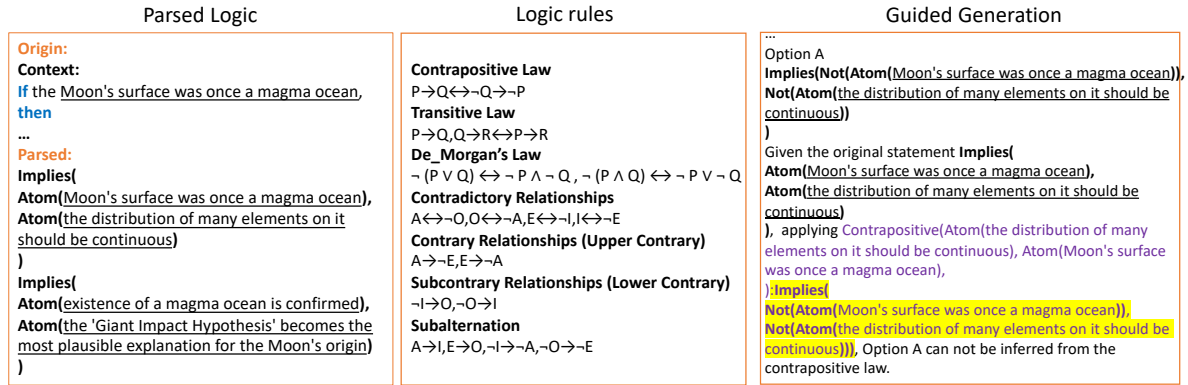 Parsed Logic
Origin:
Context:
If the Moon's surface was once a magma ocean,
then
...
Parsed:
Implies(
Atom(Moon's surface was once a magma ocean),
Atom(the distribution of many elements on it
should be continuous)
)
Implies(
Atom(existence of a magma ocean is confirmed),
Atom(the 'Giant Impact Hypothesis' becomes the
most plausible explanation for the Moon's origin)
)
Logic rules
Contrapositive Law
P→Q↔¬Q→¬P
Transitive Law
P→Q,Q→R↔P→R
De_Morgan's Law
¬ (P ∨ Q) ↔ ¬ P ∧ ¬ Q , ¬ (P ∧ Q) ↔ ¬ P ∨ ¬ Q
Contradictory Relationships
A↔¬O,O↔¬A,E↔¬I,I↔¬E
Contrary Relationships (Upper Contrary)
A→¬E,E→¬A
Subcontrary Relationships (Lower Contrary)
¬I→O,¬O→I
Subalternation
A→I,E→O,¬I→¬A,¬O→¬E
Guided Generation
...
Option A
Implies(Not(Atom(Moon's surface was once a magma ocean)),
Not(Atom(the distribution of many elements on it should be
continuous))
)
Given the original statement Implies(
Atom(Moon's surface was once a magma ocean),
Atom(the distribution of many elements on it should be
continuous)
), applying Contrapositive(Atom(the distribution of many
elements on it should be continuous), Atom(Moon's surface
was once a magma ocean),
):Implies(
Not(Atom(Moon's surface was once a magma ocean)),
Not(Atom(the distribution of many elements on it should be
continuous))), Option A can not be inferred from the
contrapositive law.